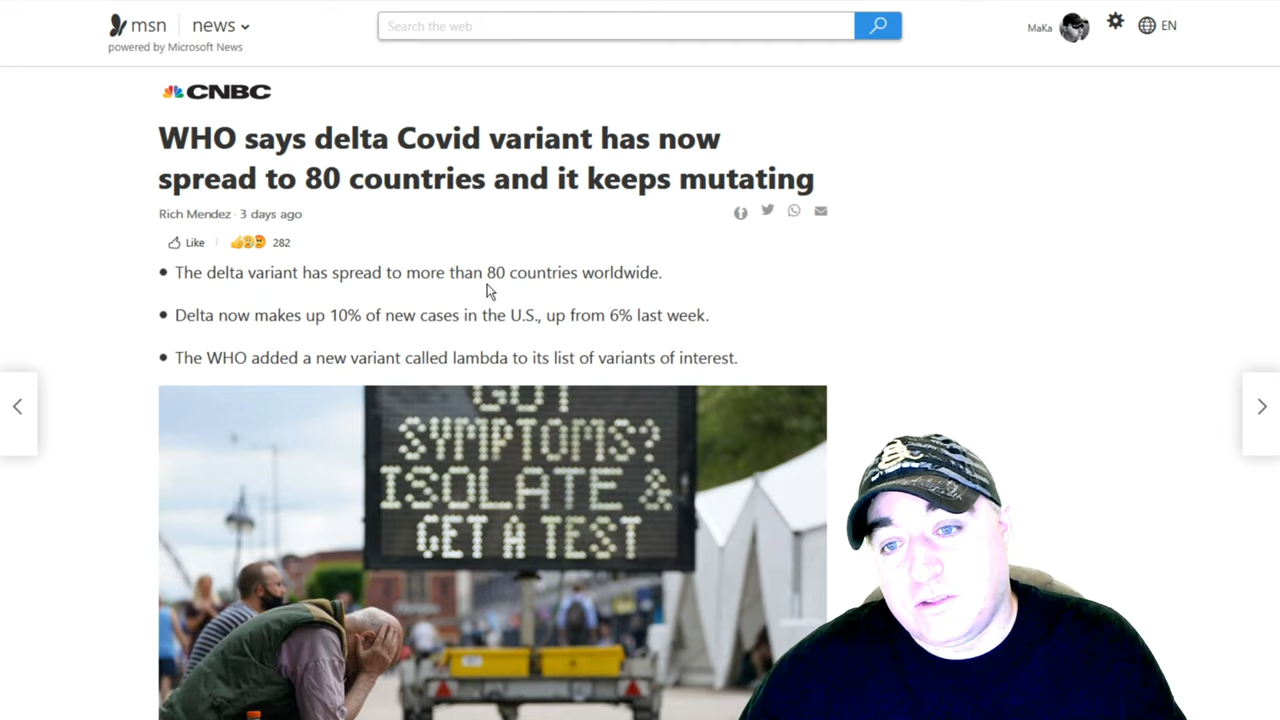 msn news
powered by Microsoft News
Search the web
MaKa
EN
CNBC
WHO says delta Covid variant has now
spread to 80 countries and it keeps mutating
Rich Mendez · 3 days ago
Like
282
• The delta variant has spread to more than 80 countries worldwide.
• Delta now makes up 10% of new cases in the U.S., up from 6% last week.
• The WHO added a new variant called lambda to its list of variants of interest.
GOT
SYMPTOMS?
ISOLATE &
GET A TEST